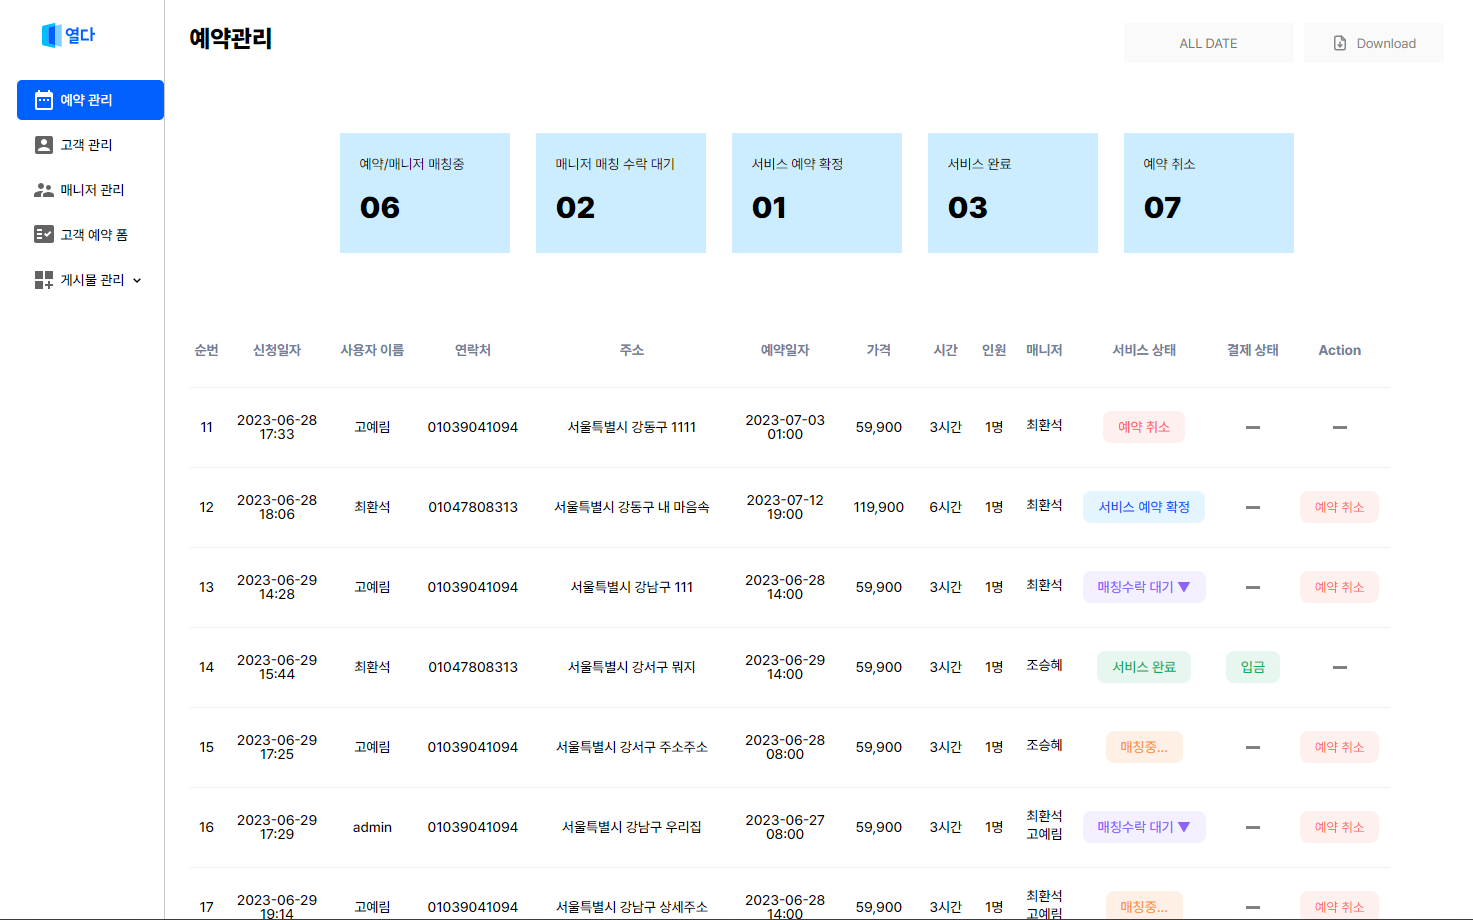 열다
예약관리
ALL DATE
Download
예약 관리
고객 관리
매니저 관리
고객 예약 폼
게시물 관리
예약/매니저 매칭중
06
매니저 매칭 수락 대기
02
서비스 예약 확정
01
서비스 완료
03
예약 취소
07
순번 신청일자 사용자 이름 연락처 주소 예약일자 가격 시간 인원 매니저 서비스 상태 결제 상태 Action
11 2023-06-28 17:33 고예림 01039041094 서울특별시 강동구 1111 2023-07-03 01:00 59,900 3시간 1명 최환석 예약 취소 — —
12 2023-06-28 18:06 최환석 01047808313 서울특별시 강동구 내 마음속 2023-07-12 19:00 119,900 6시간 1명 최환석 서비스 예약 확정 — 예약 취소
13 2023-06-29 14:28 고예림 01039041094 서울특별시 강남구 111 2023-06-28 14:00 59,900 3시간 1명 최환석 매칭수락 대기 ▼ — 예약 취소
14 2023-06-29 15:44 최환석 01047808313 서울특별시 강서구 뭐지 2023-06-29 14:00 59,900 3시간 1명 조승혜 서비스 완료 입금 —
15 2023-06-29 17:25 고예림 01039041094 서울특별시 강서구 주소주소 2023-06-28 08:00 59,900 3시간 1명 조승혜 매칭중... — 예약 취소
16 2023-06-29 17:29 admin 01039041094 서울특별시 강남구 우리집 2023-06-27 08:00 59,900 3시간 1명 최환석 고예림 매칭수락 대기 ▼ — 예약 취소
17 2023-06-29 19:14 고예림 01039041094 서울특별시 강남구 상세주소 2023-06-28 14:00 59,900 3시간 1명 최환석 고예림 매칭중... — 예약 취소